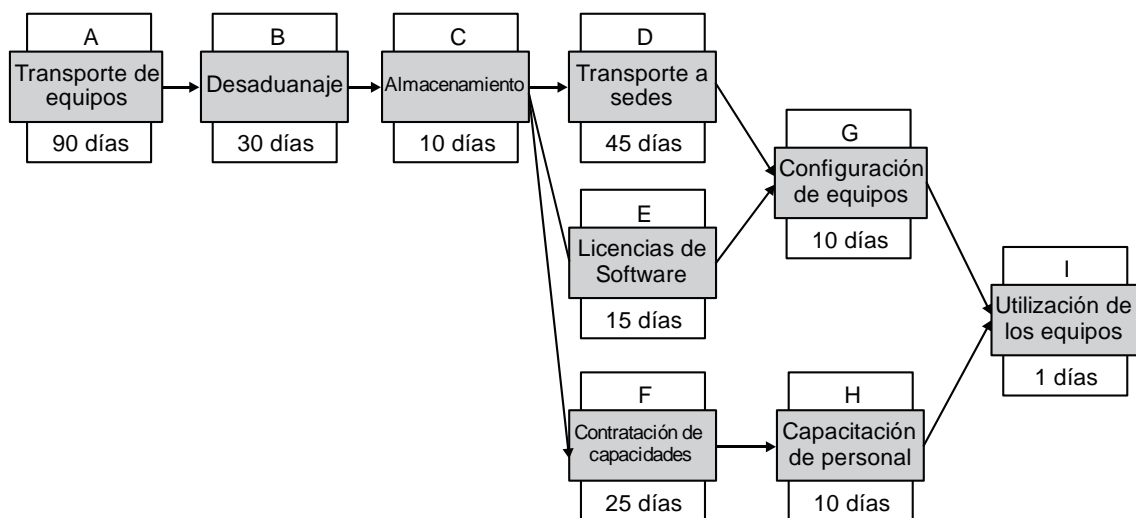 A
Transporte de
equipos
90 días
B
Desaduanaje
30 días
C
Almacenamiento
10 días
D
Transporte a
sedes
45 días
E
Licencias de
Software
15 días
F
Contratación de
capacidades
25 días
G
Configuración
de equipos
10 días
H
Capacitación
de personal
10 días
I
Utilización de
los equipos
1 días